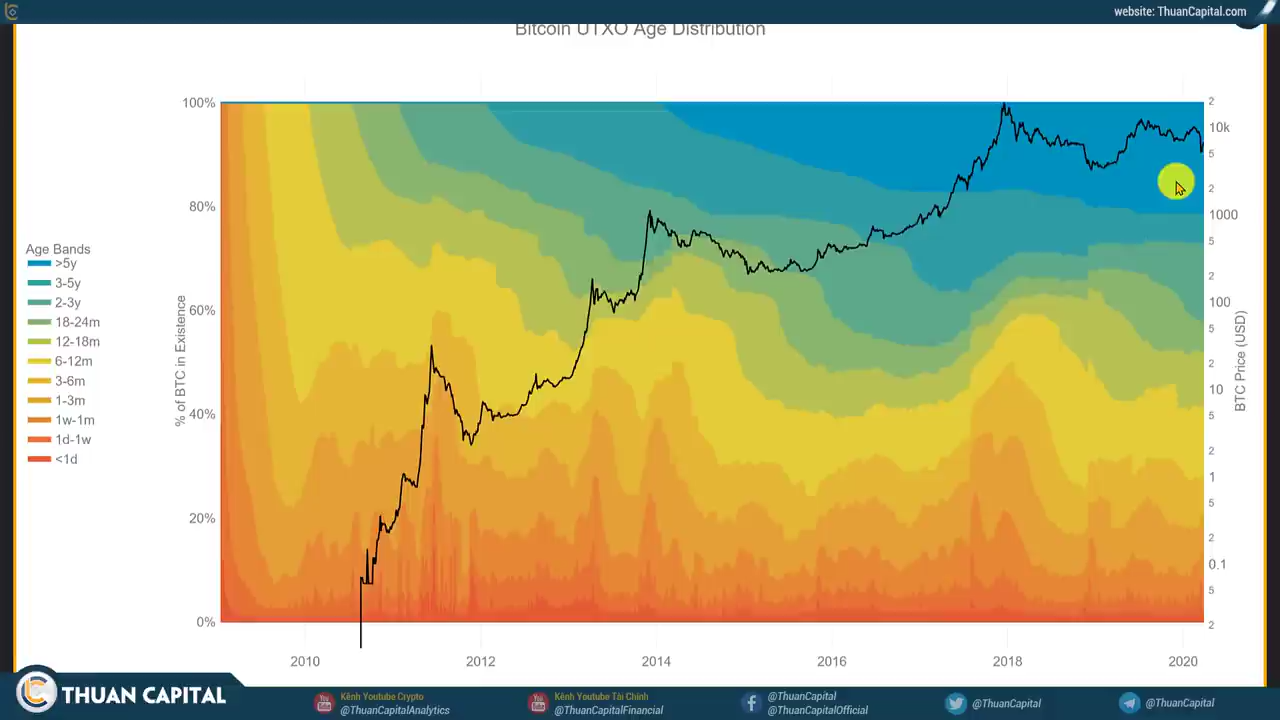 website: ThuanCapital.com
Bitcoin UTXO Age Distribution
Age Bands
>5y
3-5y
2-3y
18-24m
12-18m
6-12m
3-6m
1-3m
1w-1m
1d-1w
<1d
% of BTC in Existence
100%
80%
60%
40%
20%
0%
2
10k
5
2
1000
5
2
100
5
2
10
5
2
1
5
2
0.1
5
2
BTC Price (USD)
2010
2012
2014
2016
2018
2020
THUAN CAPITAL
Kênh Youtube Crypto
@ThuanCapitalAnalytics
Kênh Youtube Tài Chính
@ThuanCapitalFinancial
@ThuanCapital
@ThuanCapitalOfficial
@ThuanCapital
@ThuanCapital